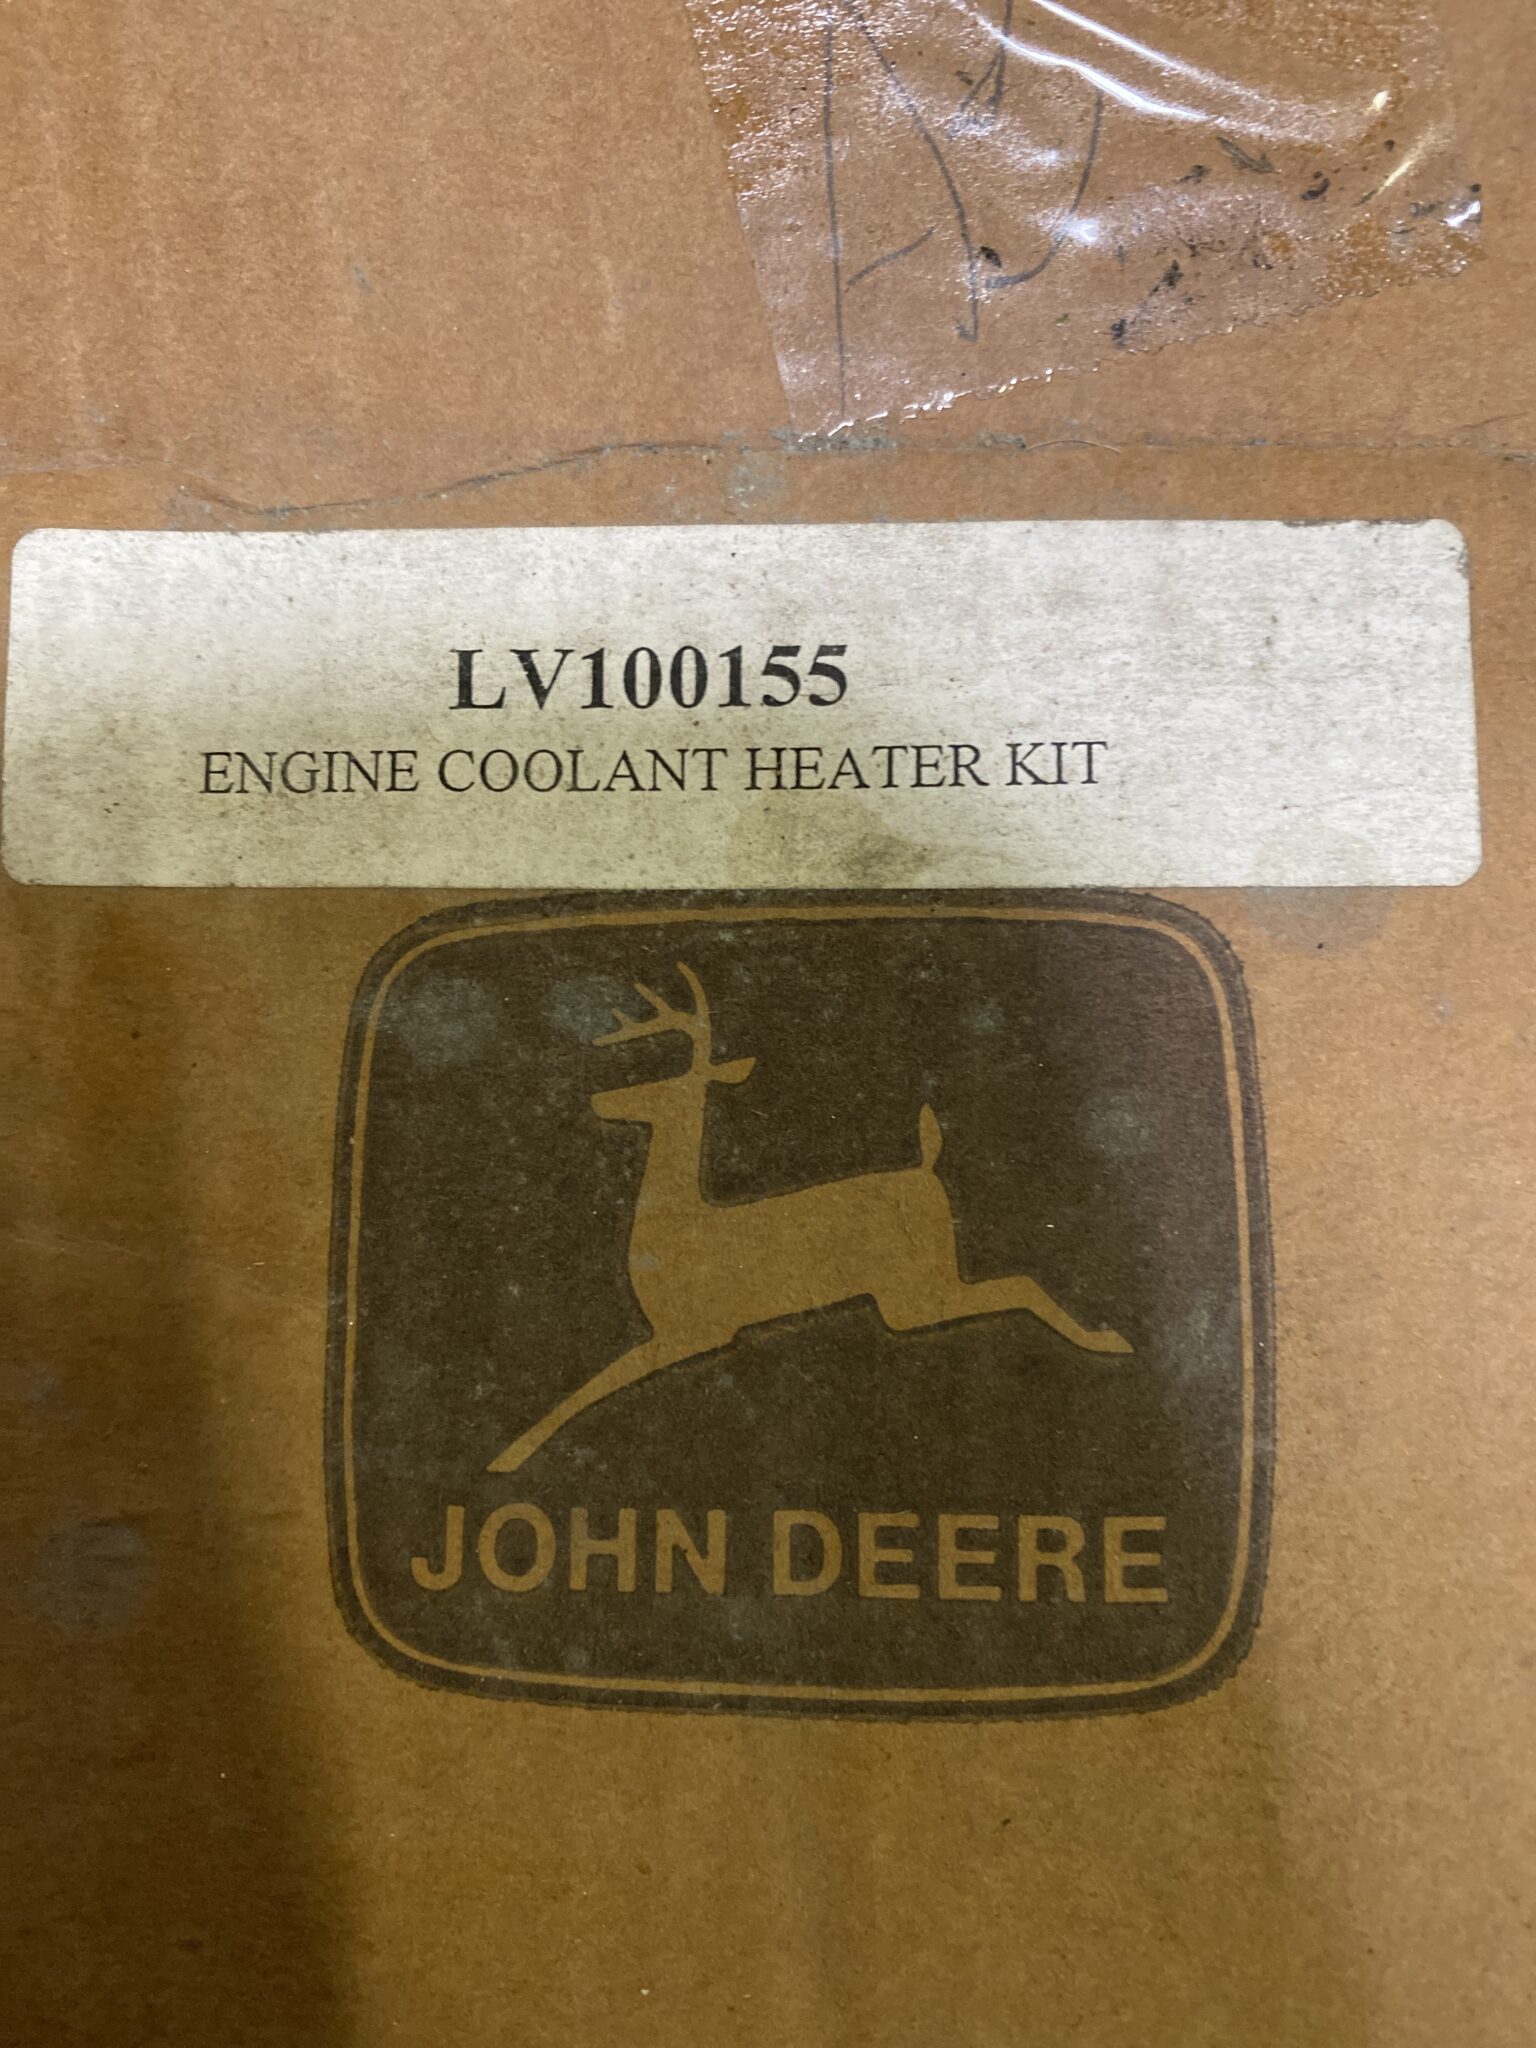 LV100155
ENGINE COOLANT HEATER KIT
JOHN DEERE